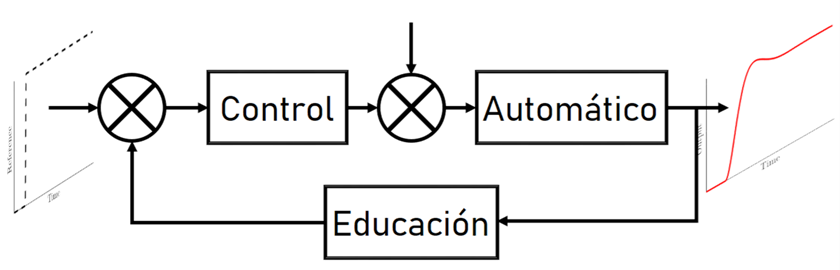 Reference
Time
Control
Automático
Output
Time
Educación